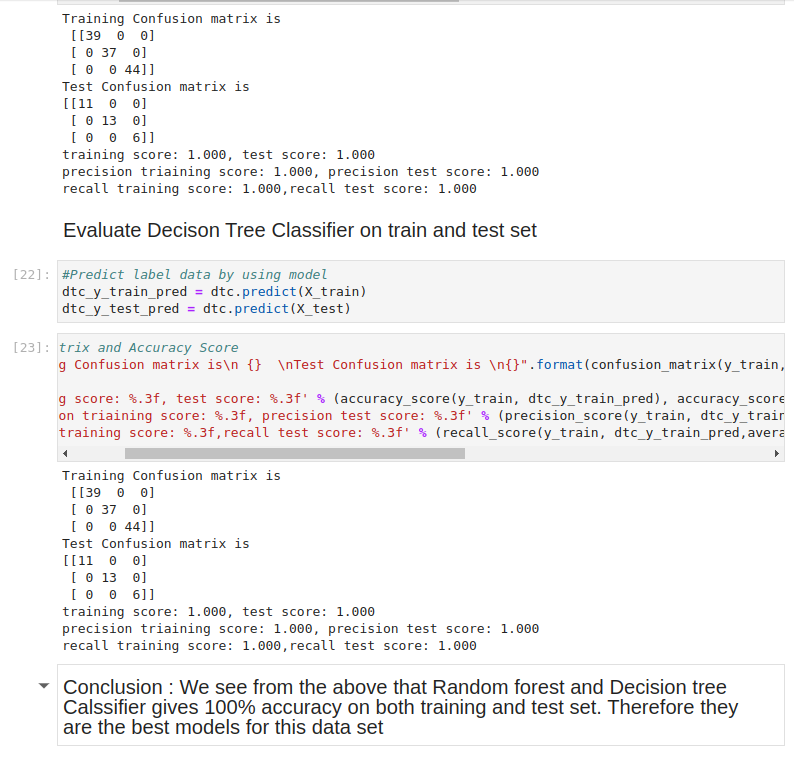 Training Confusion matrix is
 [[39  0  0]
 [ 0 37  0]
 [ 0  0 44]]
Test Confusion matrix is
[[11  0  0]
 [ 0 13  0]
 [ 0  0  6]]
training score: 1.000, test score: 1.000
precision triaining score: 1.000, precision test score: 1.000
recall training score: 1.000,recall test score: 1.000
Evaluate Decison Tree Classifier on train and test set
[22]: #Predict label data by using model
dtc_y_train_pred = dtc.predict(X_train)
dtc_y_test_pred = dtc.predict(X_test)
[23]: trix and Accuracy Score
g Confusion matrix is\n {}  \nTest Confusion matrix is \n{}".format(confusion_matrix(y_train,
g score: %.3f, test score: %.3f' % (accuracy_score(y_train, dtc_y_train_pred), accuracy_score
on triaining score: %.3f, precision test score: %.3f' % (precision_score(y_train, dtc_y_train
training score: %.3f,recall test score: %.3f' % (recall_score(y_train, dtc_y_train_pred,avera
Training Confusion matrix is
 [[39  0  0]
 [ 0 37  0]
 [ 0  0 44]]
Test Confusion matrix is
[[11  0  0]
 [ 0 13  0]
 [ 0  0  6]]
training score: 1.000, test score: 1.000
precision triaining score: 1.000, precision test score: 1.000
recall training score: 1.000,recall test score: 1.000
Conclusion : We see from the above that Random forest and Decision tree
Calssifier gives 100% accuracy on both training and test set. Therefore they
are the best models for this data set